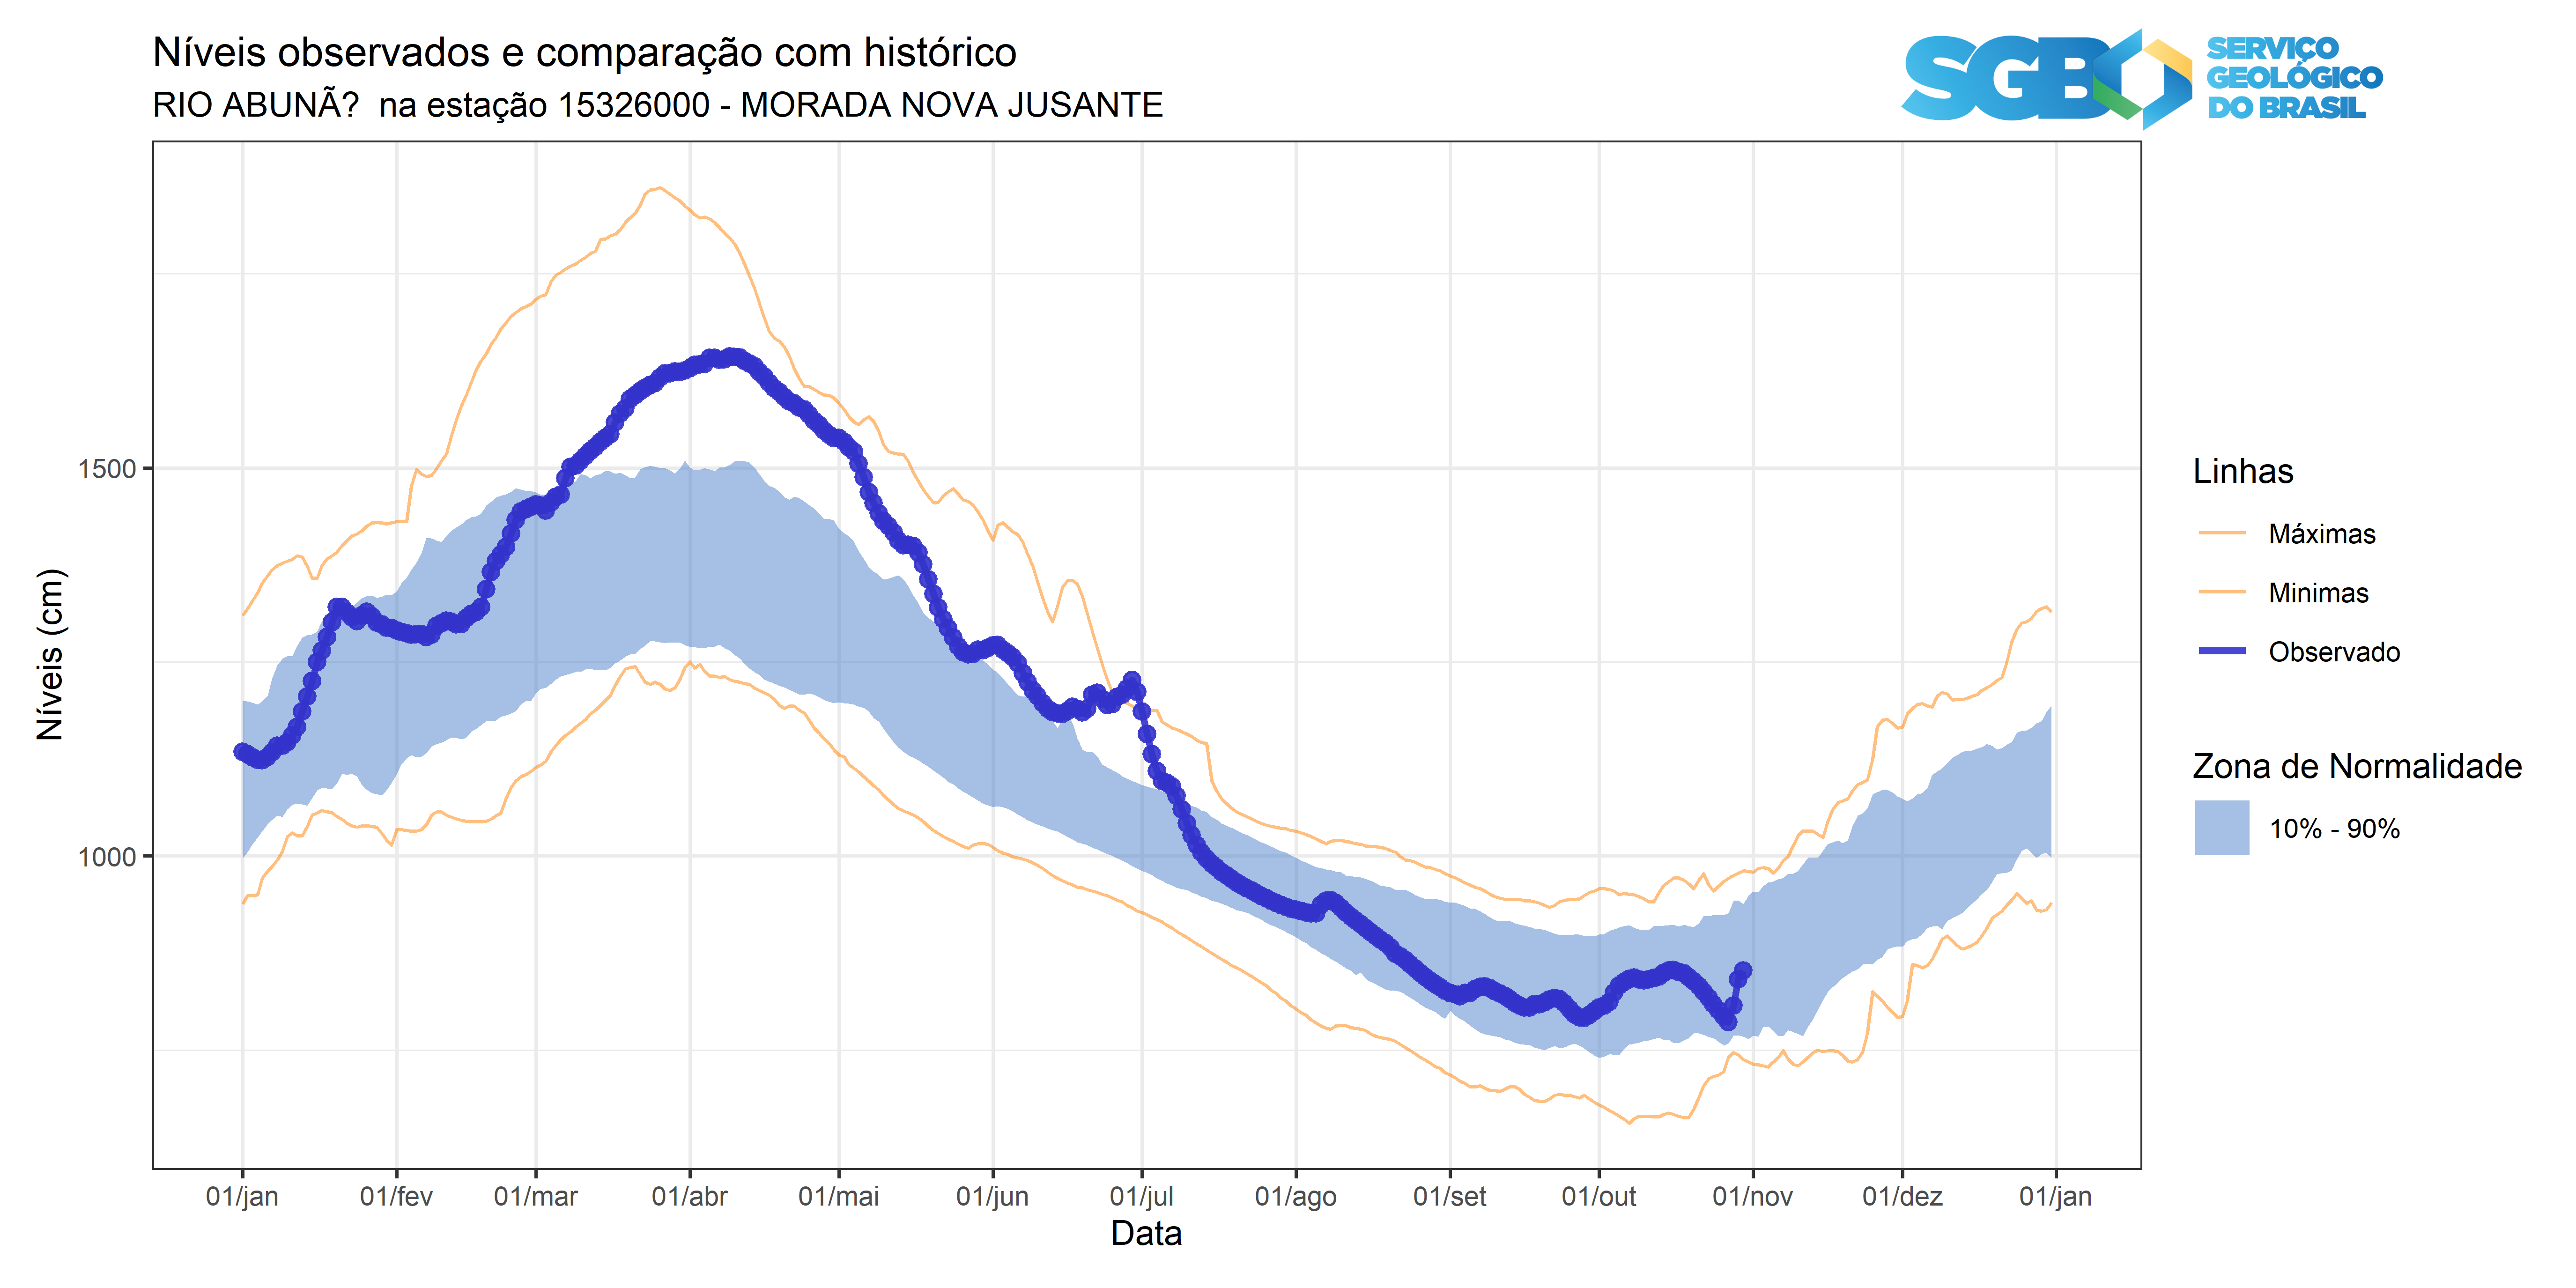 Níveis observados e comparação com histórico
RIO ABUNÃ?  na estação 15326000 - MORADA NOVA JUSANTE
SGB
SERVIÇO
GEOLÓGICO
DO BRASIL
Níveis (cm)
1500
1000
01/jan
01/fev
01/mar
01/abr
01/mai
01/jun
01/jul
01/ago
01/set
01/out
01/nov
01/dez
01/jan
Data
Linhas
Máximas
Minimas
Observado
Zona de Normalidade
10% - 90%